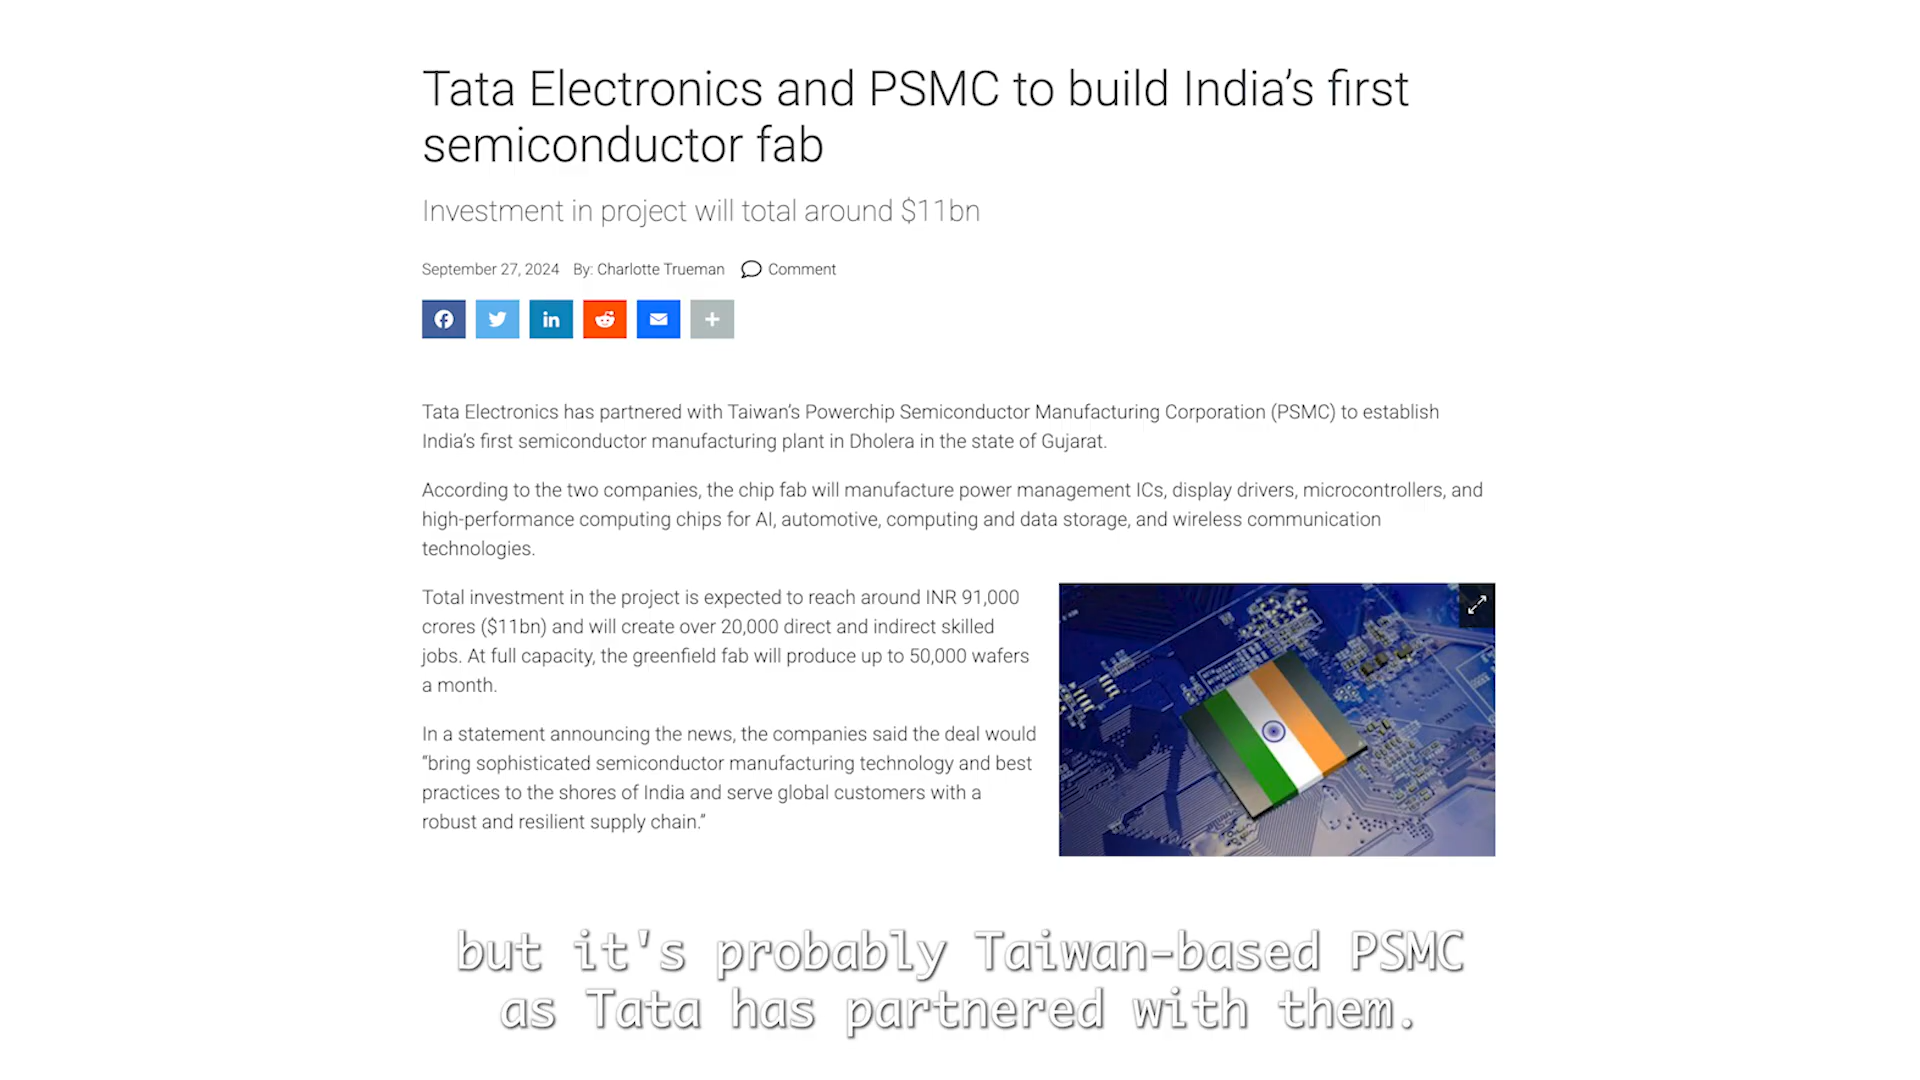 Tata Electronics and PSMC to build India’s first
semiconductor fab
Investment in project will total around $11bn
September 27, 2024 By: Charlotte Trueman Comment
Tata Electronics has partnered with Taiwan’s Powerchip Semiconductor Manufacturing Corporation (PSMC) to establish
India’s first semiconductor manufacturing plant in Dholera in the state of Gujarat.
According to the two companies, the chip fab will manufacture power management ICs, display drivers, microcontrollers, and
high-performance computing chips for AI, automotive, computing and data storage, and wireless communication
technologies.
Total investment in the project is expected to reach around INR 91,000
crores ($11bn) and will create over 20,000 direct and indirect skilled
jobs. At full capacity, the greenfield fab will produce up to 50,000 wafers
a month.
In a statement announcing the news, the companies said the deal would
“bring sophisticated semiconductor manufacturing technology and best
practices to the shores of India and serve global customers with a
robust and resilient supply chain.”
but it's probably Taiwan-based PSMC
as Tata has partnered with them.